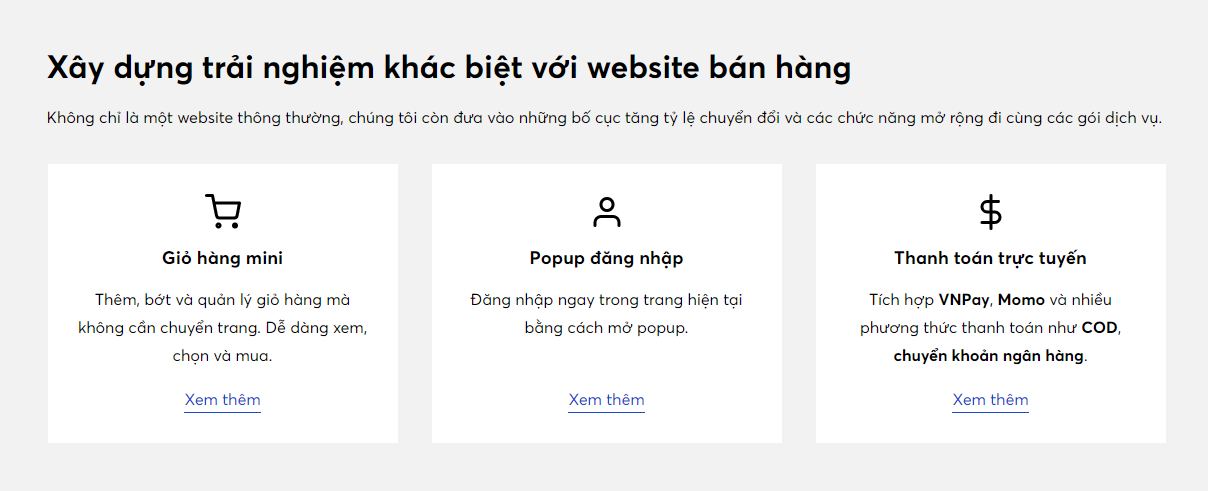 Xây dựng trải nghiệm khác biệt với website bán hàng
Không chỉ là một website thông thường, chúng tôi còn đưa vào những bố cục tăng tỷ lệ chuyển đổi và các chức năng mở rộng đi cùng các gói dịch vụ.
Giỏ hàng mini
Thêm, bớt và quản lý giỏ hàng mà
không cần chuyển trang. Dễ dàng xem,
chọn và mua.
Xem thêm
Popup đăng nhập
Đăng nhập ngay trong trang hiện tại
bằng cách mở popup.
Xem thêm
Thanh toán trực tuyến
Tích hợp VNPay, Momo và nhiều
phương thức thanh toán như COD,
chuyển khoản ngân hàng.
Xem thêm